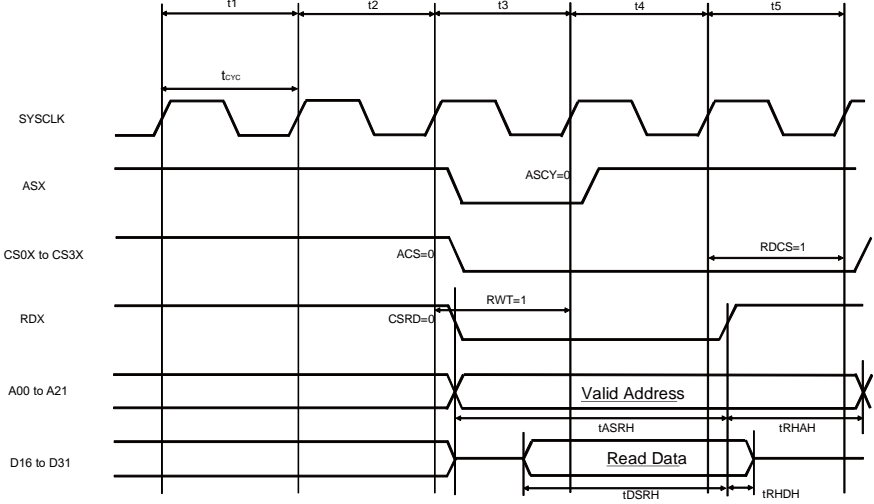 t1 t2 t3 t4 t5
tCYC
SYSCLK
ASX
ASCY=0
CS0X to CS3X
ACS=0
RDCS=1
RWT=1
RDX
CSRD=0
A00 to A21
Valid Address
tASRH
tRHAH
D16 to D31
Read Data
tDSRH
tRHDH